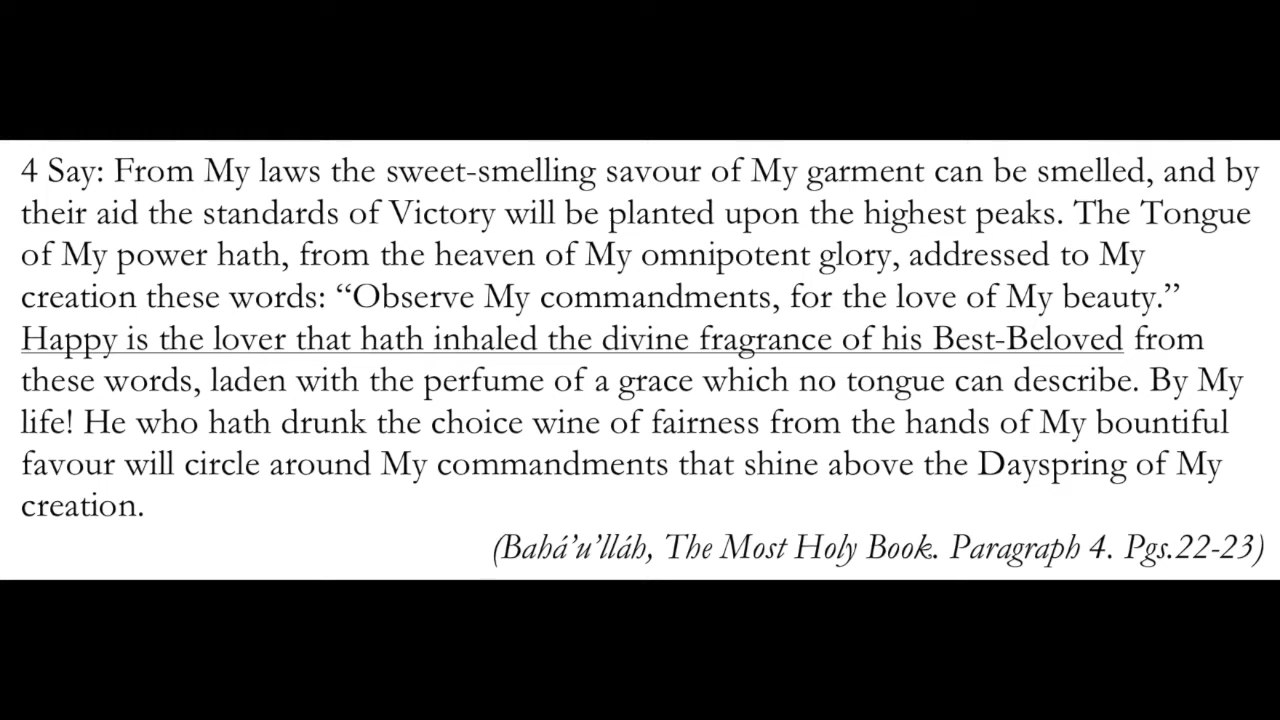 4 Say: From My laws the sweet-smelling savour of My garment can be smelled, and by
their aid the standards of Victory will be planted upon the highest peaks. The Tongue
of My power hath, from the heaven of My omnipotent glory, addressed to My
creation these words: “Observe My commandments, for the love of My beauty.”
Happy is the lover that hath inhaled the divine fragrance of his Best-Beloved from
these words, laden with the perfume of a grace which no tongue can describe. By My
life! He who hath drunk the choice wine of fairness from the hands of My bountiful
favour will circle around My commandments that shine above the Dayspring of My
creation.
(Bahá’u’lláh, The Most Holy Book. Paragraph 4. Pgs.22-23)